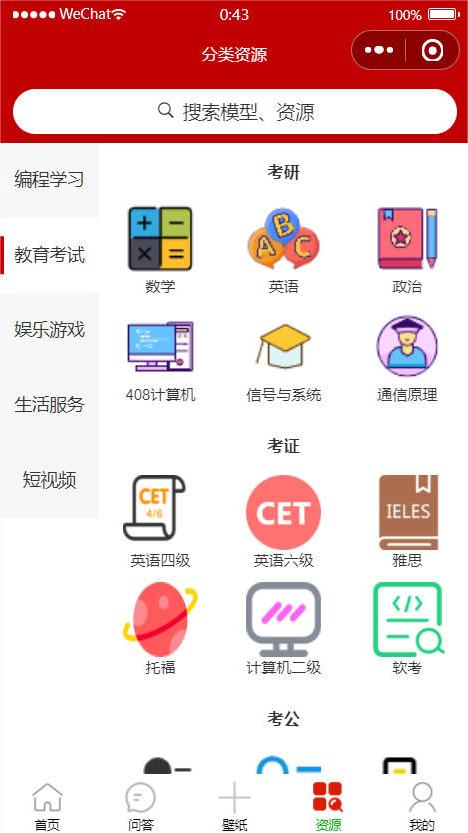 WeChat 0:43 100%
分类资源
搜索模型、资源
编程学习
教育考试
娱乐游戏
生活服务
短视频
考研
A B C
数学 英语 政治
408计算机 信号与系统 通信原理
考证
CET
4/6
CET
IELES
英语四级 英语六级 雅思
</>
托福 计算机二级 软考
考公
首页 问答 壁纸 资源 我的